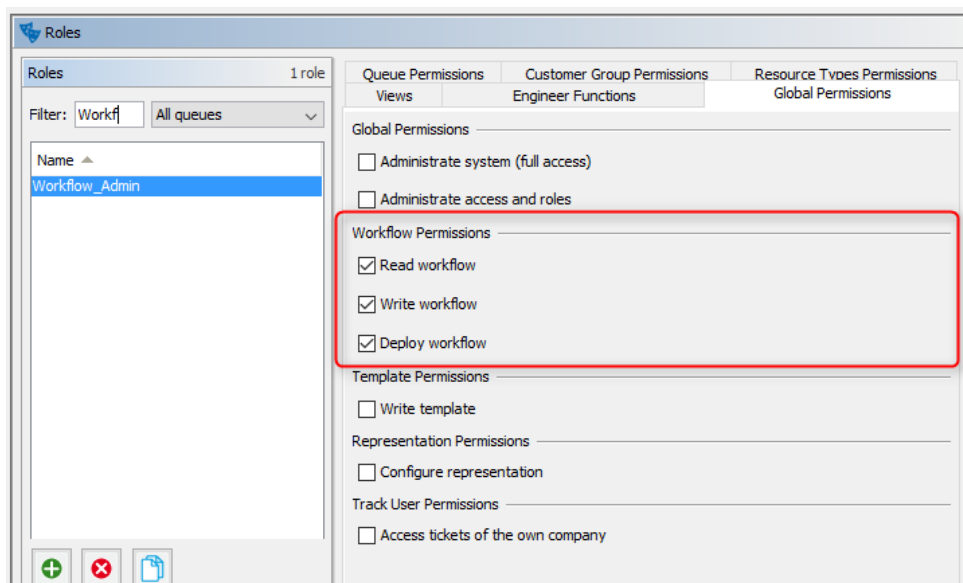 Roles
Roles 1 role
Filter: Workf All queues
Name
Workflow_Admin
Queue Permissions Customer Group Permissions Resource Types Permissions
Views Engineer Functions Global Permissions
Global Permissions
Administrate system (full access)
Administrate access and roles
Workflow Permissions
Read workflow
Write workflow
Deploy workflow
Template Permissions
Write template
Representation Permissions
Configure representation
Track User Permissions
Access tickets of the own company